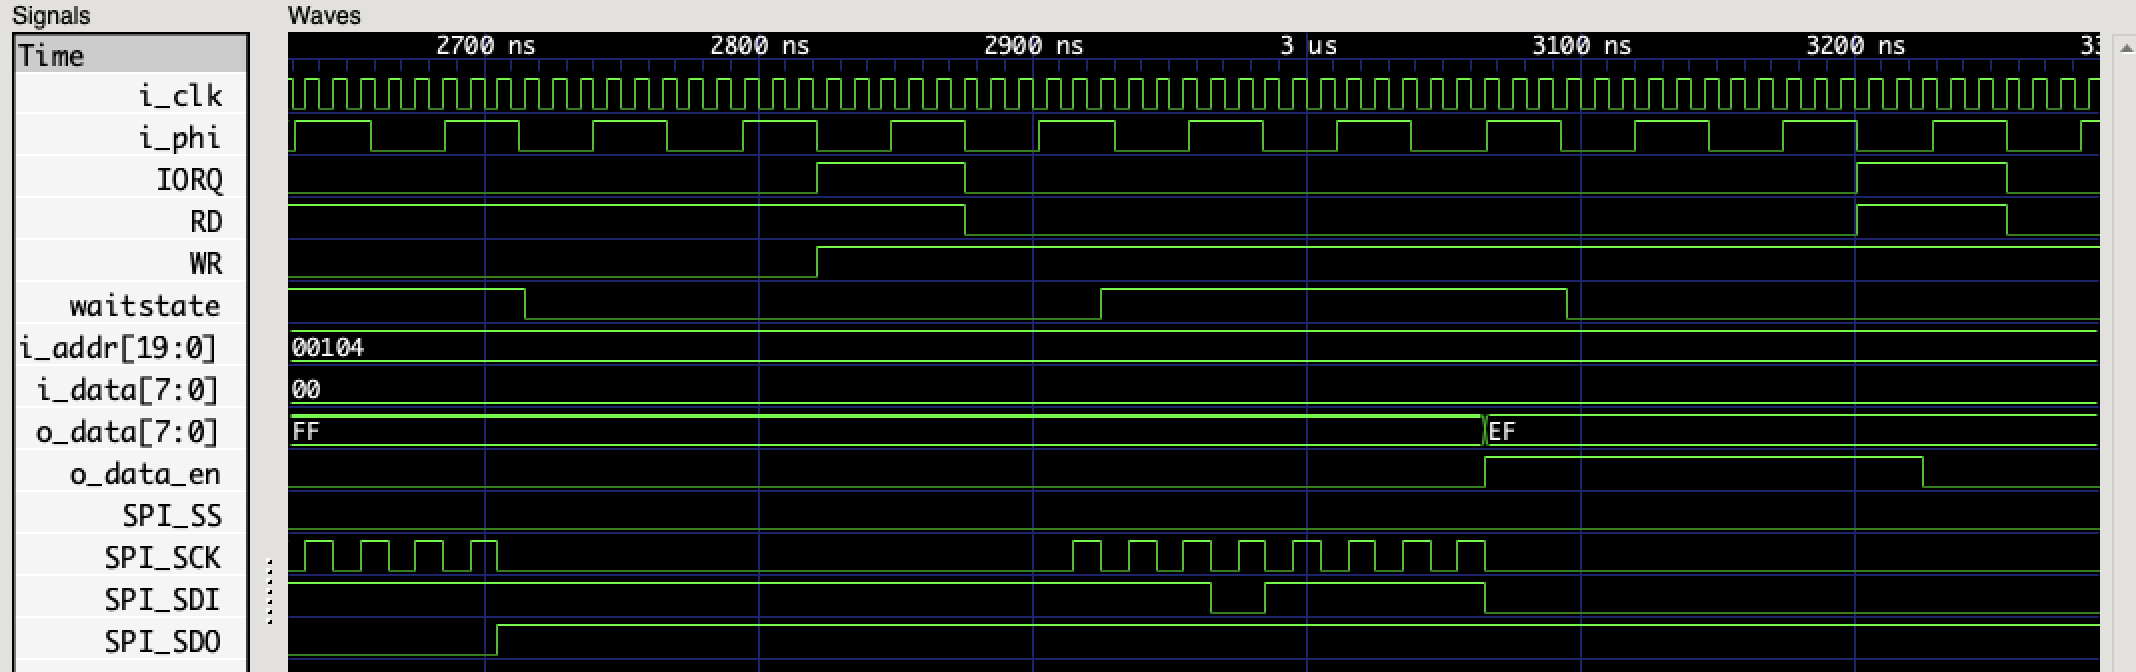 Signals
Waves
Time
2700 ns
2800 ns
2900 ns
3 us
3100 ns
3200 ns
33
i_clk
i_phi
IORQ
RD
WR
waitstate
i_addr[19:0]
00104
i_data[7:0]
00
o_data[7:0]
FF
EF
o_data_en
SPI_SS
SPI_SCK
SPI_SDI
SPI_SDO